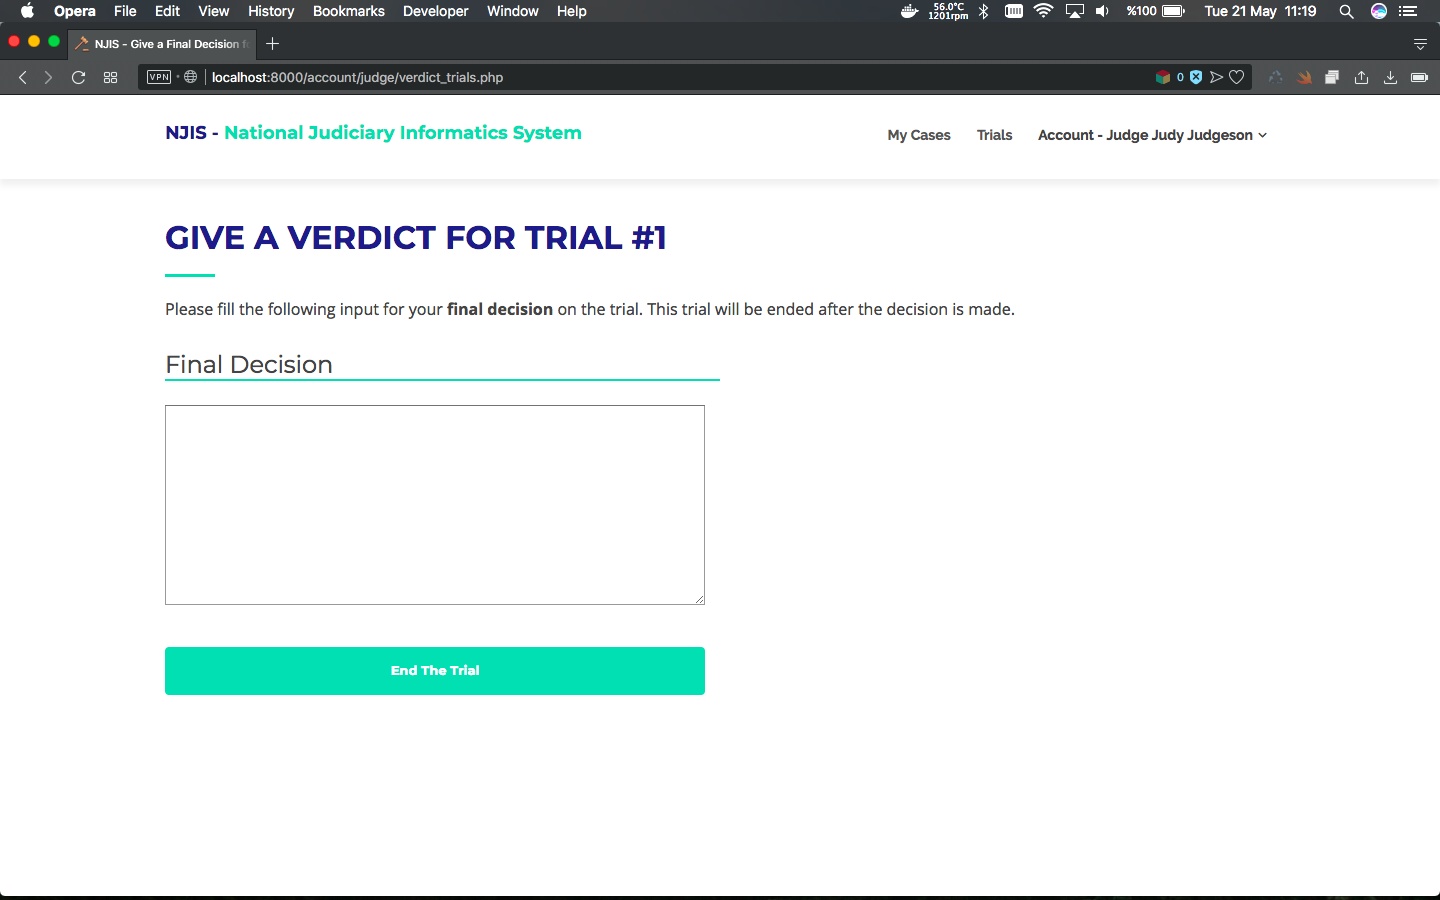 Opera File Edit View History Bookmarks Developer Window Help 56.0°C 1201rpm %100 Tue 21 May 11:19
NJIS - Give a Final Decision
VPN localhost:8000/account/judge/verdict_trials.php 0
NJIS - National Judiciary Informatics System My Cases Trials Account - Judge Judy Judgeson
GIVE A VERDICT FOR TRIAL #1
Please fill the following input for your final decision on the trial. This trial will be ended after the decision is made.
Final Decision
End The Trial